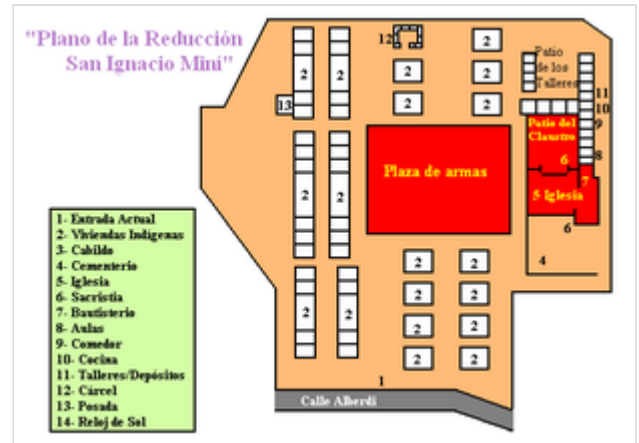 "Plano de la Reducción
San Ignacio Mini"
12
2
2
2
2
2
2
2
2
13
Patio
de los
Talleres
11
10
Patio del
Claustro
9
6
8
7
5 Iglesia
6
4
Plaza de armas
2
2
2
2
2
2
2
2
2
2
2
2
1
Calle Alberdi
1- Entrada Actual
2- Viviendas Indigenas
3- Cabildo
4- Cementerio
5- Iglesia
6- Sacristia
7- Bautisterio
8- Aulas
9- Comedor
10- Cocina
11- Talleres/Depósitos
12- Cárcel
13- Posada
14- Reloj de Sol